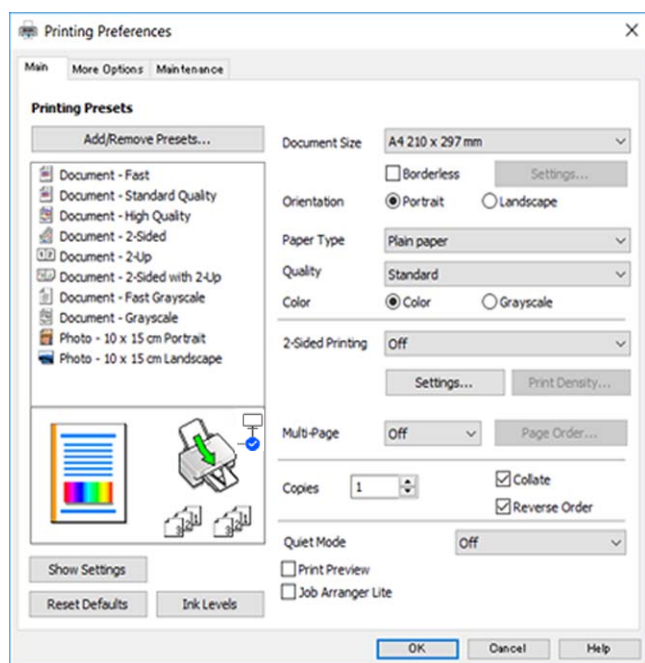 Printing Preferences
Main More Options Maintenance
Printing Presets
Add/Remove Presets...
Document - Fast
Document - Standard Quality
Document - High Quality
Document - 2-Sided
Document - 2-Up
Document - 2-Sided with 2-Up
Document - Fast Grayscale
Document - Grayscale
Photo - 10 x 15 cm Portrait
Photo - 10 x 15 cm Landscape
Show Settings
Reset Defaults Ink Levels
Document Size A4 210 x 297 mm
Borderless Settings...
Orientation Portrait Landscape
Paper Type Plain paper
Quality Standard
Color Color Grayscale
2-Sided Printing Off
Settings... Print Density...
Multi-Page Off Page Order...
Copies 1 Collate
Reverse Order
Quiet Mode Off
Print Preview
Job Arranger Lite
OK Cancel Help